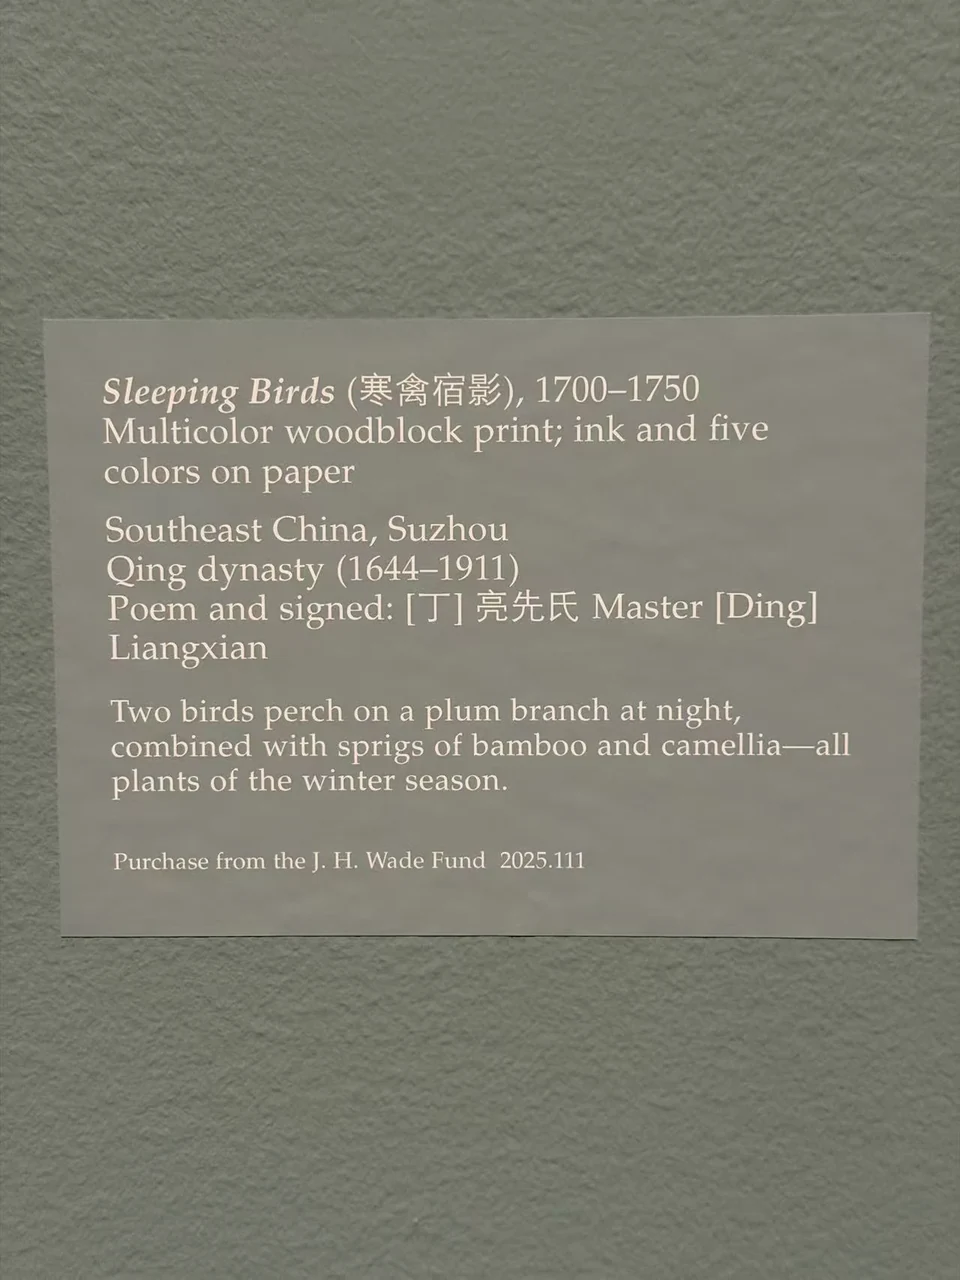 Sleeping Birds (寒禽宿影), 1700–1750
Multicolor woodblock print; ink and five
colors on paper
Southeast China, Suzhou
Qing dynasty (1644–1911)
Poem and signed: [丁] 亮先氏 Master [Ding]
Liangxian
Two birds perch on a plum branch at night,
combined with sprigs of bamboo and camellia—all
plants of the winter season.
Purchase from the J. H. Wade Fund 2025.111